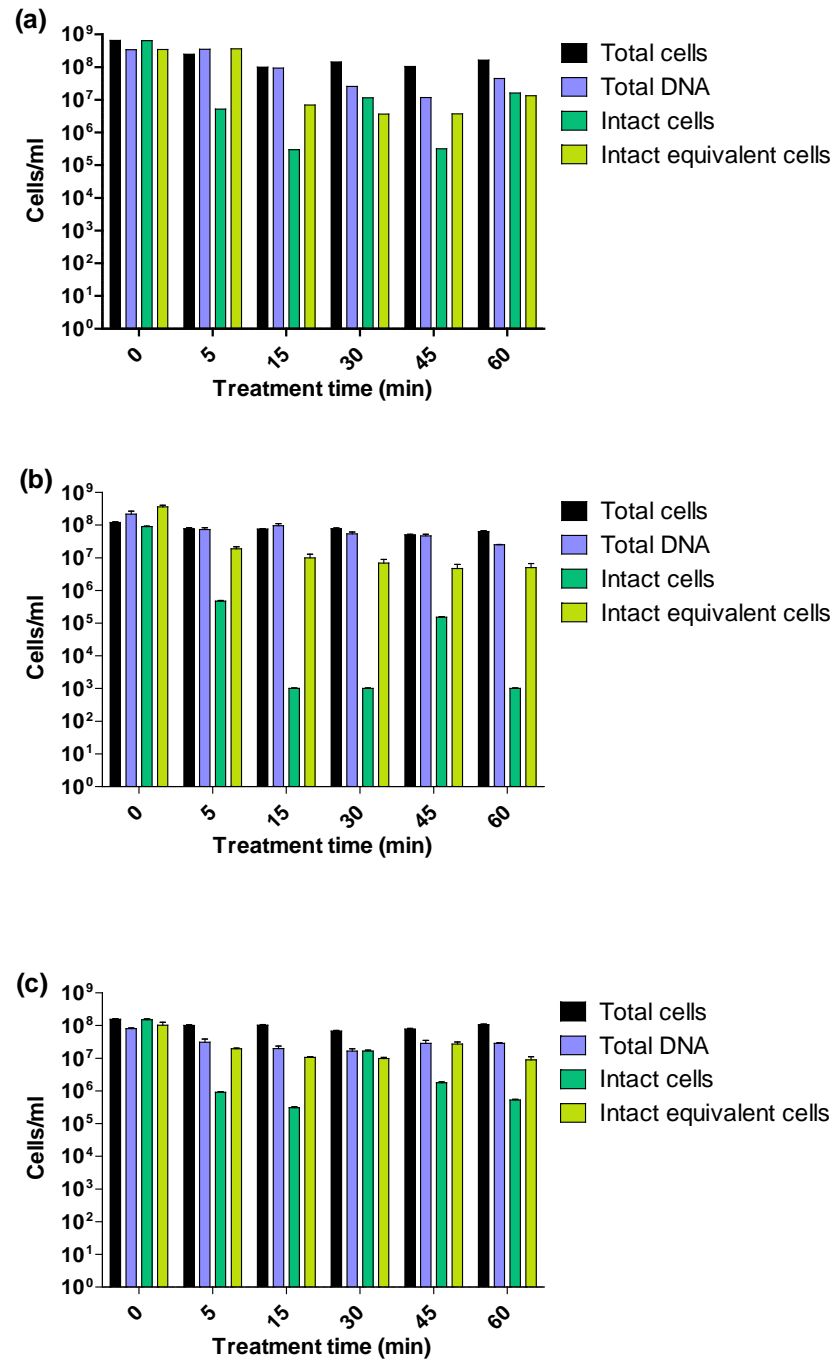 (a)
10⁹
10⁸
10⁷
10⁶
10⁵
10⁴
10³
10²
10¹
10⁰
Cells/ml
0 5 15 30 45 60
Treatment time (min)
Total cells
Total DNA
Intact cells
Intact equivalent cells
(b)
10⁹
10⁸
10⁷
10⁶
10⁵
10⁴
10³
10²
10¹
10⁰
Cells/ml
0 5 15 30 45 60
Treatment time (min)
Total cells
Total DNA
Intact cells
Intact equivalent cells
(c)
10⁹
10⁸
10⁷
10⁶
10⁵
10⁴
10³
10²
10¹
10⁰
Cells/ml
0 5 15 30 45 60
Treatment time (min)
Total cells
Total DNA
Intact cells
Intact equivalent cells